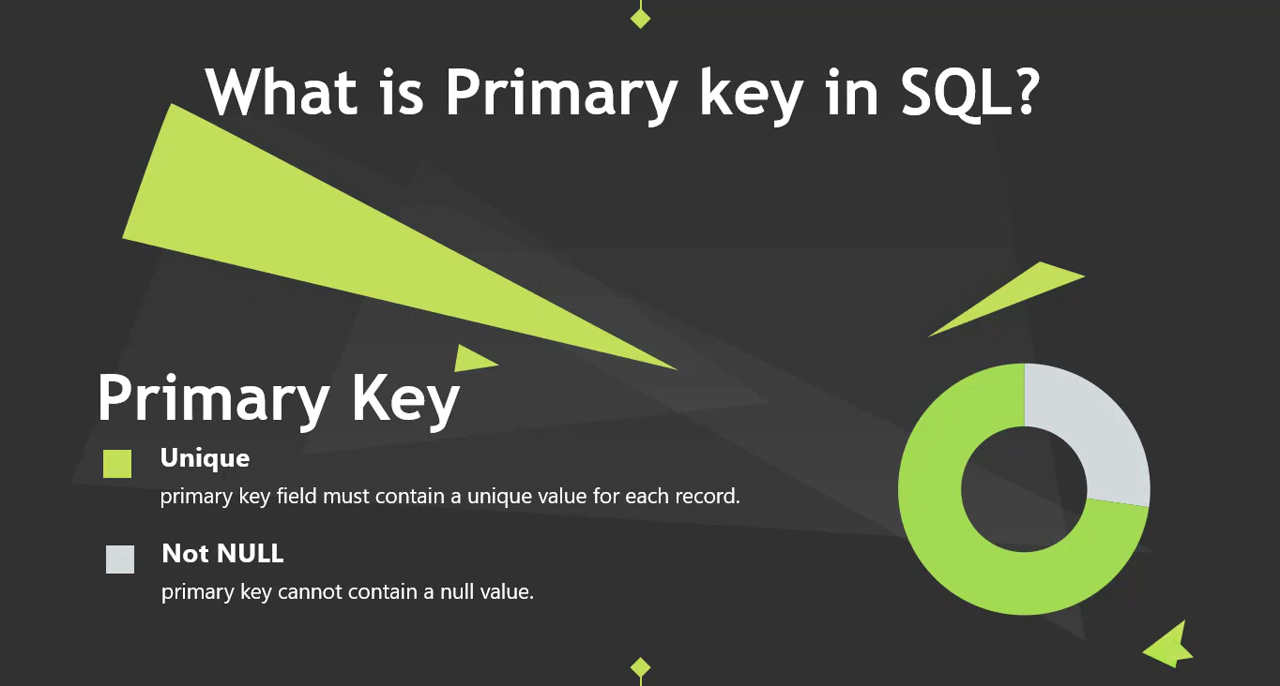 What is Primary key in SQL?
Primary Key
Unique
primary key field must contain a unique value for each record.
Not NULL
primary key cannot contain a null value.